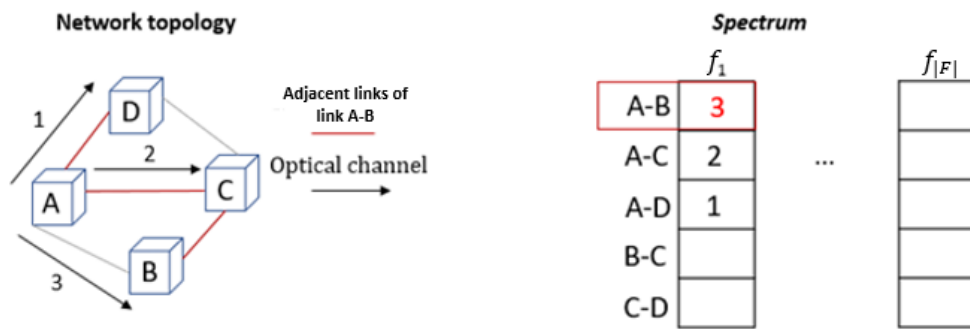 Network topology
Spectrum
1
D
2
A
C
B
3
Adjacent links of
link A-B
Optical channel
f₁
f|F|
A-B 3
A-C 2
...
A-D 1
B-C
C-D